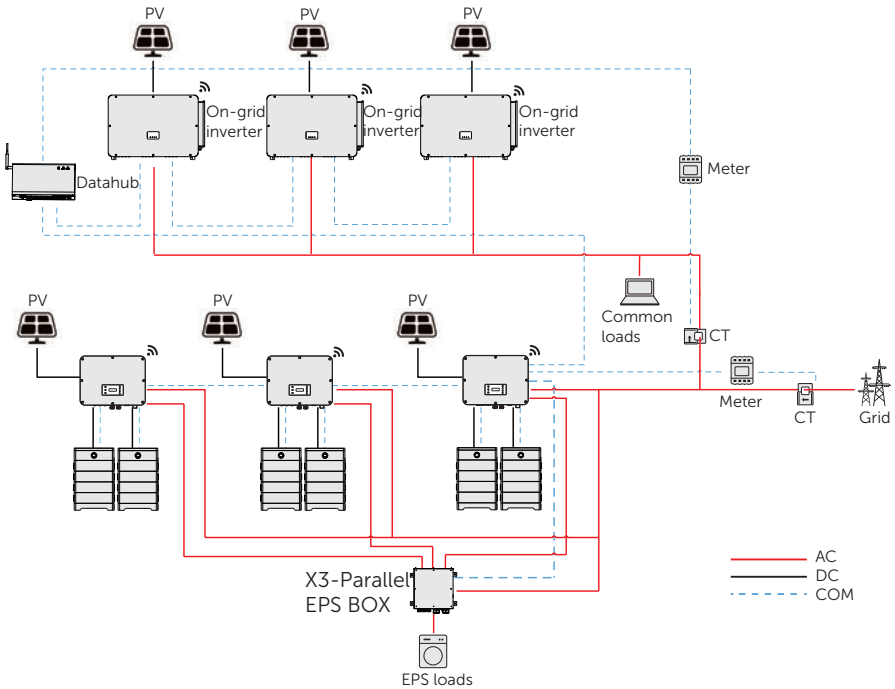 PV
PV
PV
On-grid
inverter
On-grid
inverter
On-grid
inverter
Datahub
Meter
Common
loads
CT
PV
PV
PV
Meter
CT
Grid
X3-Parallel
EPS BOX
EPS loads
AC
DC
COM